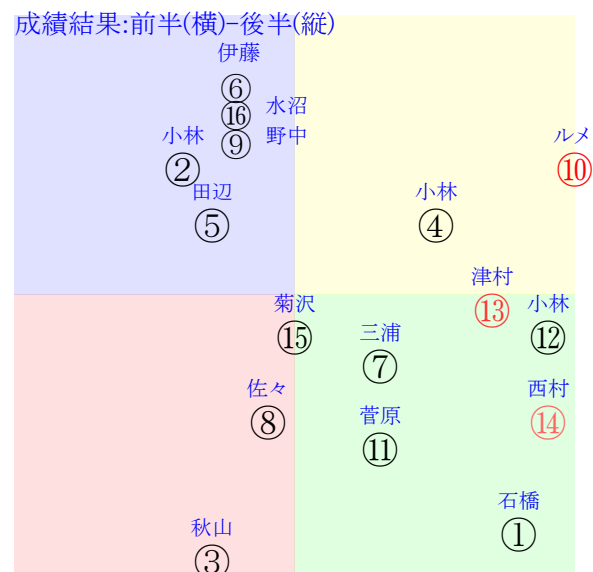 成績結果:前半(横)-後半(縦)
伊藤
⑥
水沼
⑯
小林
野中
ルメ
⑨
②
⑩
田辺
小林
⑤
④
津村
菊沢
小林
⑬
三浦
⑮
⑫
⑦
佐々
菅原
西村
⑧
⑭
⑪
石橋
秋山
①
③